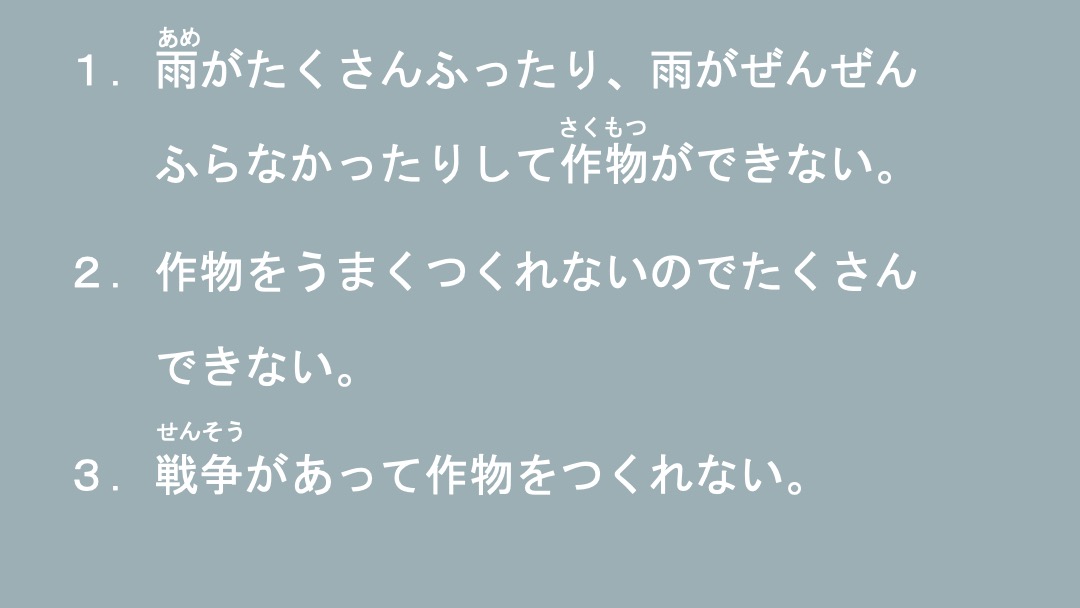 あめ
１．雨がたくさんふったり、雨がぜんぜん
さくもつ
ふらなかったりして作物ができない。
２．作物をうまくつくれないのでたくさん
できない。
せんそう
３．戦争があって作物をつくれない。